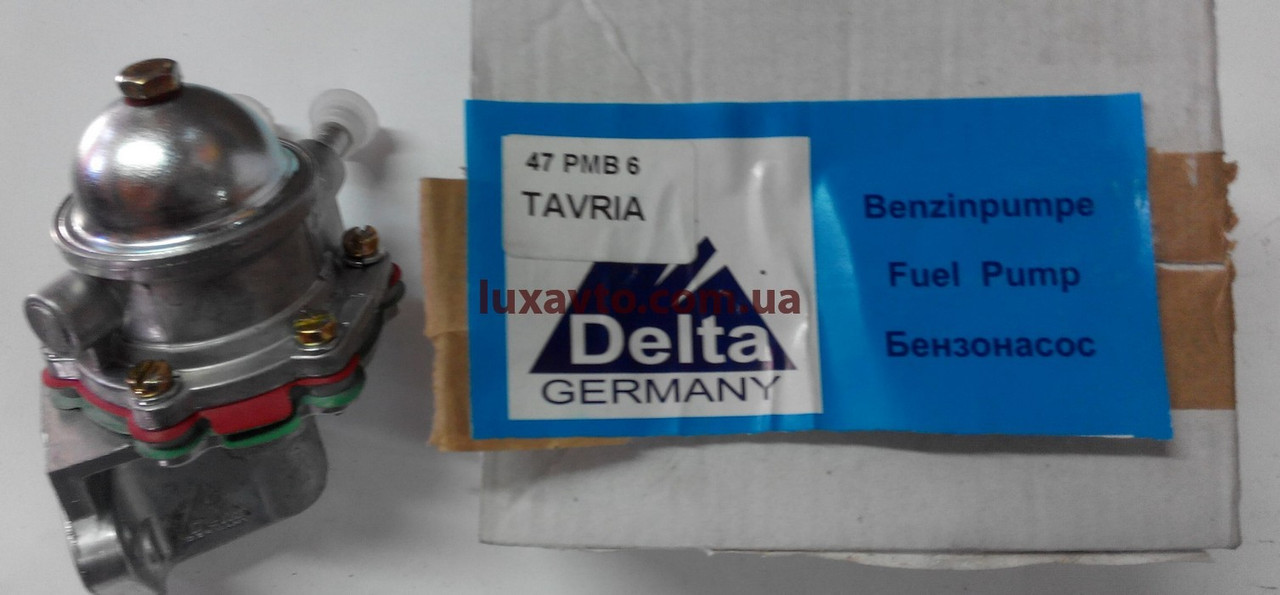 47 PMB 6
TAVRIA
luxavto.com.ua
Delta
GERMANY
Benzinpumpe
Fuel Pump
Бензонасос